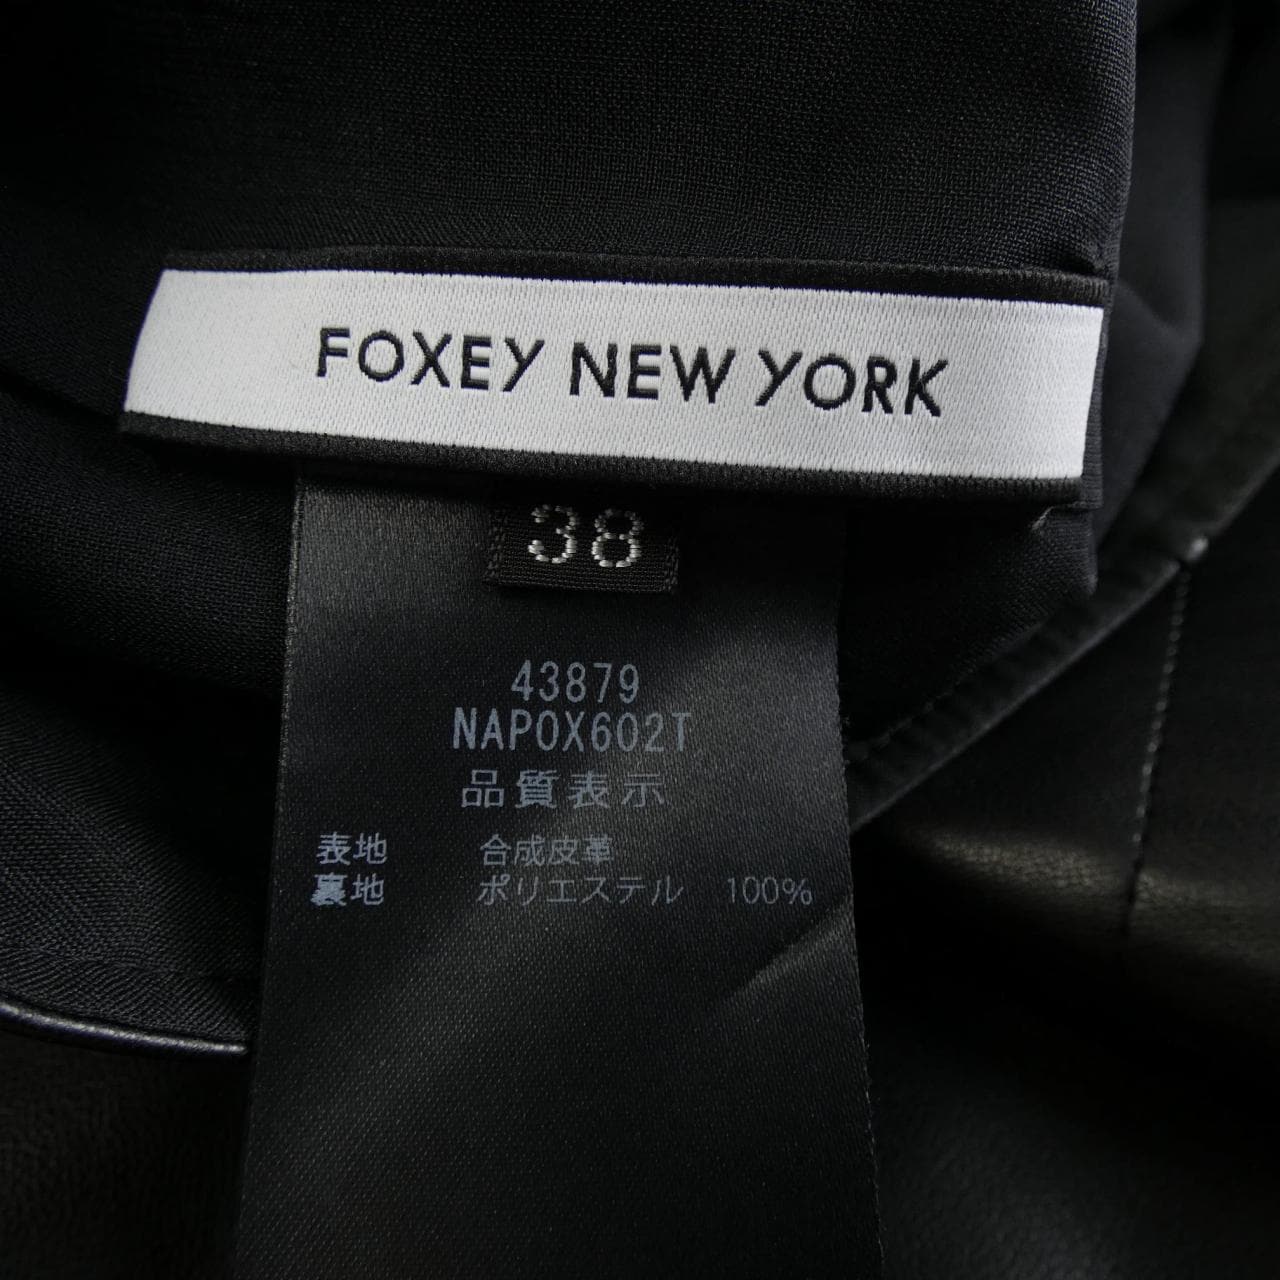 FOXEY NEW YORK
38
43879
NAPOX602T
品質表示
表地 合成皮革
裏地 ポリエステル 100%